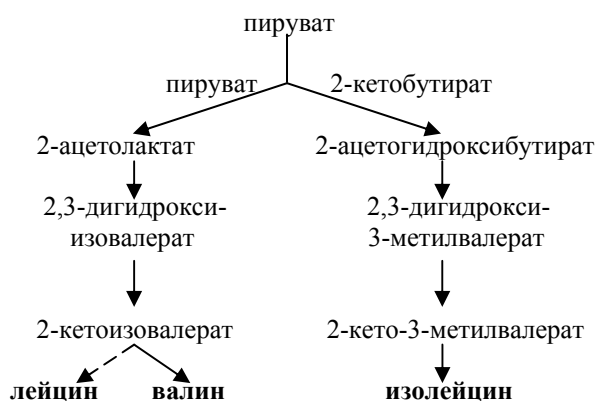 пируват
пируват 2-кетобутират
2-ацетолактат 2-ацетогидроксибутират
2,3-дигидрокси- 2,3-дигидрокси-
изовалерат 3-метилвалерат
2-кетоизовалерат 2-кето-3-метилвалерат
лейцин валин изолейцин